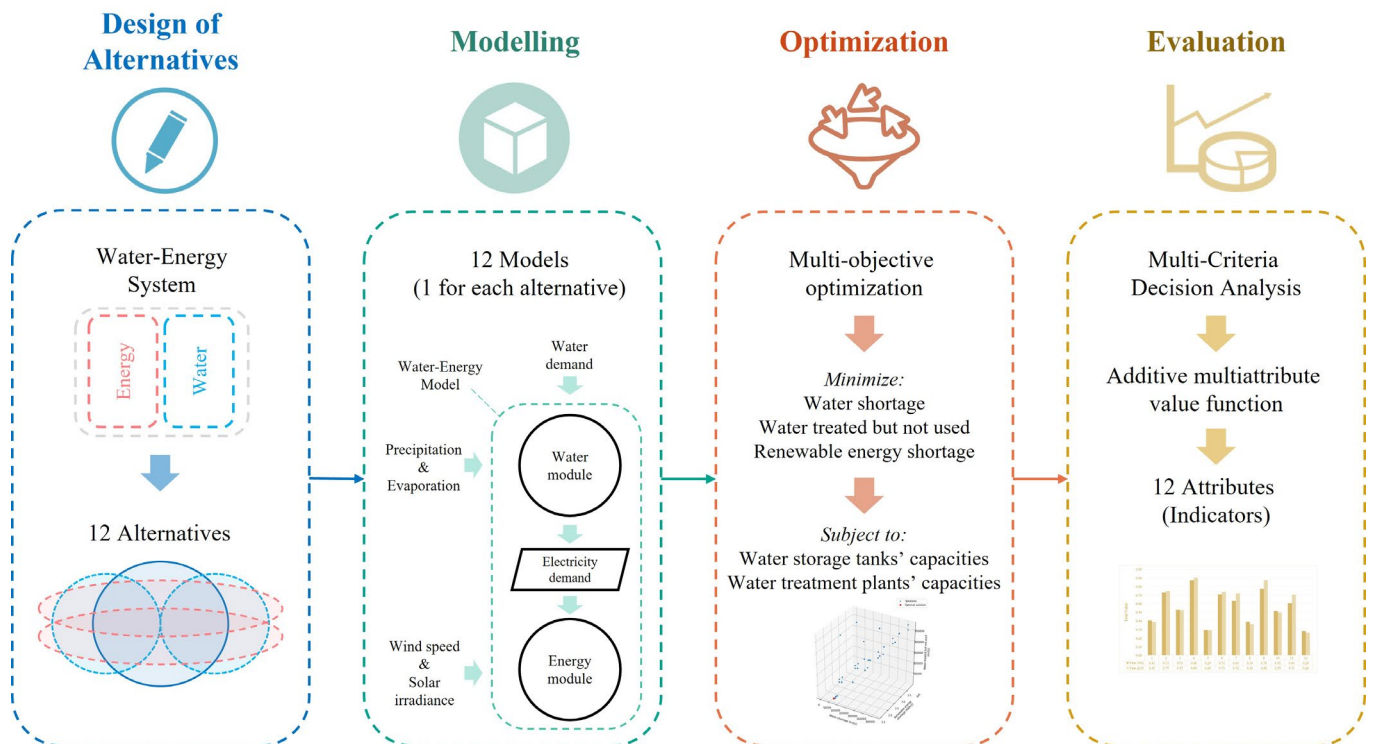 Design of
Alternatives
Modelling
Optimization
Evaluation
Water-Energy
System
Energy
Water
12 Alternatives
12 Models
(1 for each alternative)
Water-Energy
Model
Water
demand
Precipitation
&
Evaporation
Water
module
Electricity
demand
Wind speed
&
Solar
irradiance
Energy
module
Multi-objective
optimization
Minimize:
Water shortage
Water treated but not used
Renewable energy shortage
Subject to:
Water storage tanks’ capacities
Water treatment plants’ capacities
Multi-Criteria
Decision Analysis
Additive multiattribute
value function
12 Attributes
(Indicators)